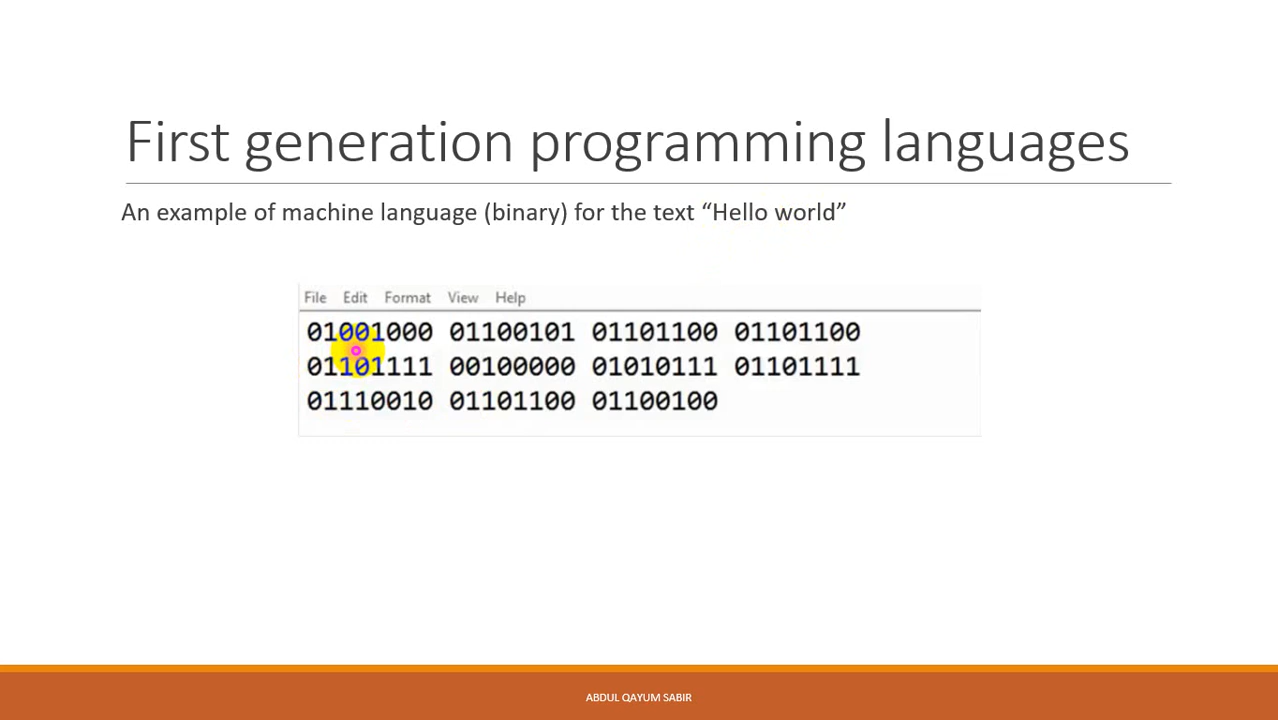 First generation programming languages
An example of machine language (binary) for the text “Hello world”
File Edit Format View Help
01001000 01100101 01101100 01101100
01101111 00100000 01010111 01101111
01110010 01101100 01100100
ABDUL QAYUM SABIR